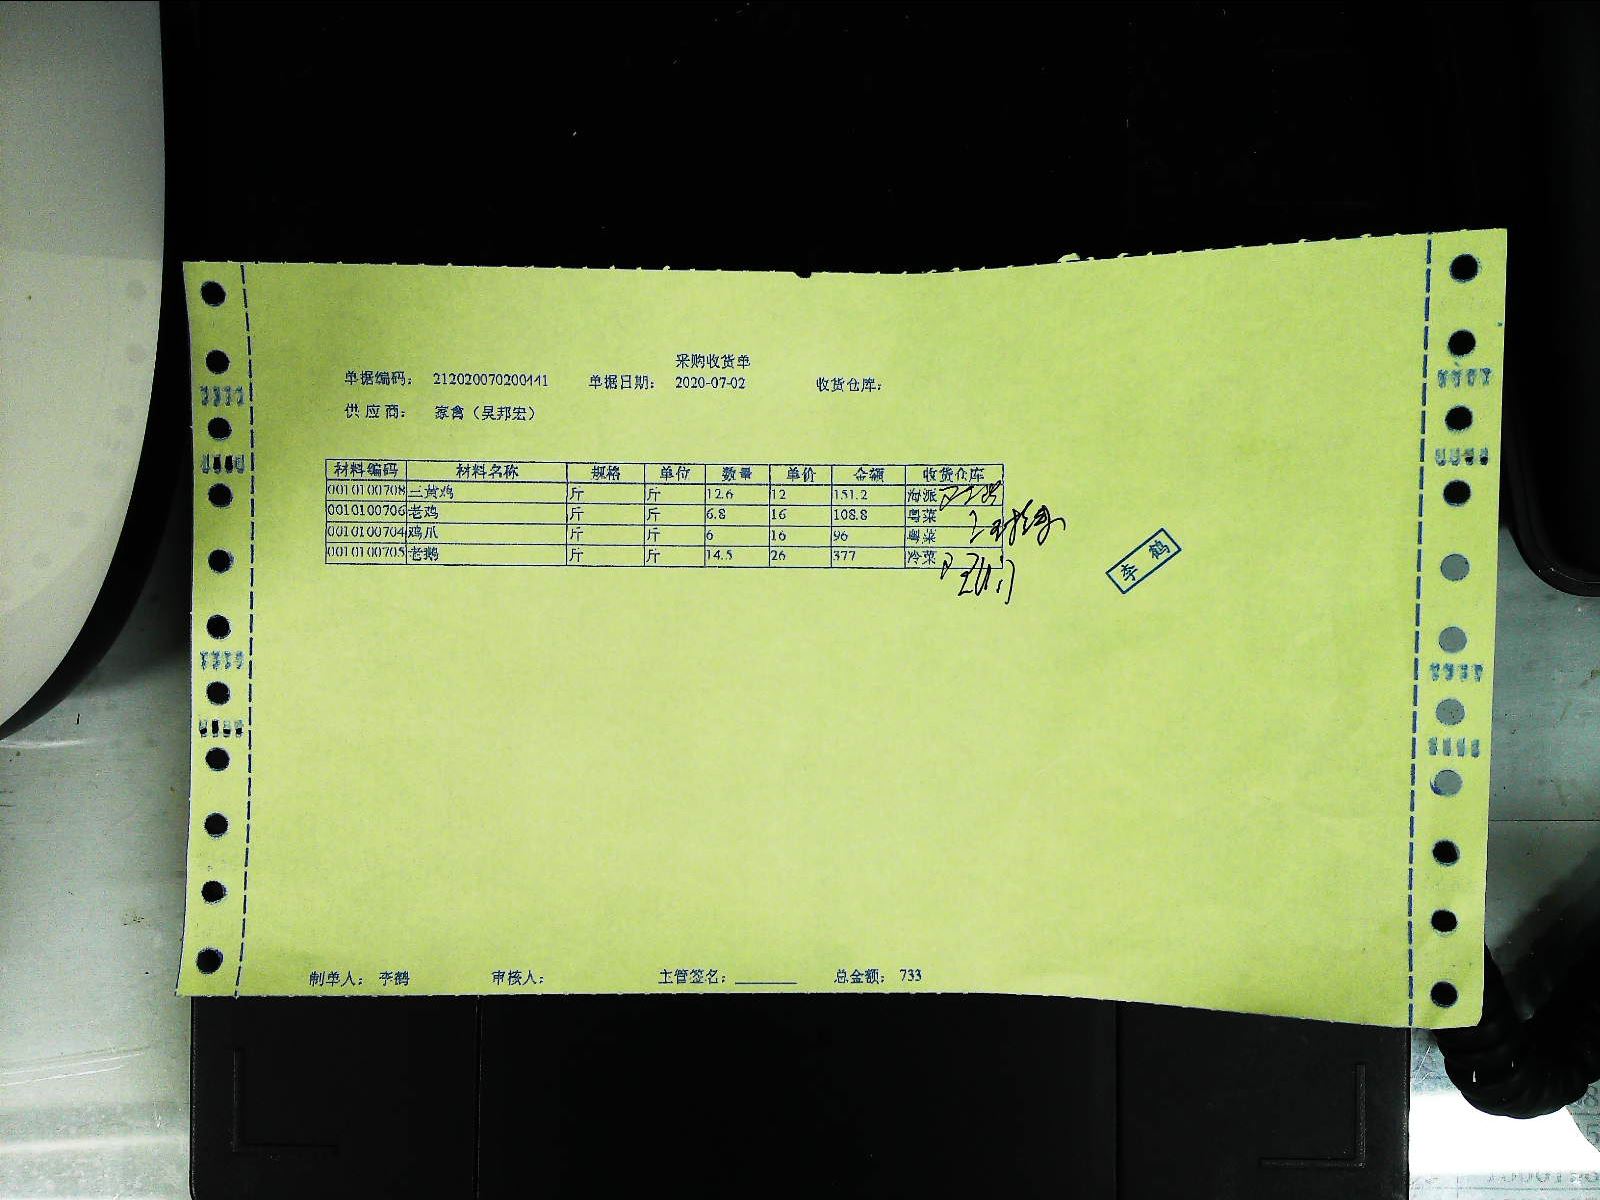 采购收货单
单据编码： 212020070200441 单据日期： 2020-07-02 收货仓库：
供应商： 家禽（吴邦宏）
材料编码 材料名称 规格 单位 数量 单价 金额 收货仓库
0010100708 三黄鸡 斤 斤 12.6 12 151.2 海派
0010100706 老鸡 斤 斤 6.8 16 108.8 粤菜
0010100704 鸡爪 斤 斤 6 16 96 粤菜
0010100705 老鹅 斤 斤 14.5 26 377 冷菜
李鹤
制单人： 李鹤 审核人： 主管签名：________ 总金额： 733